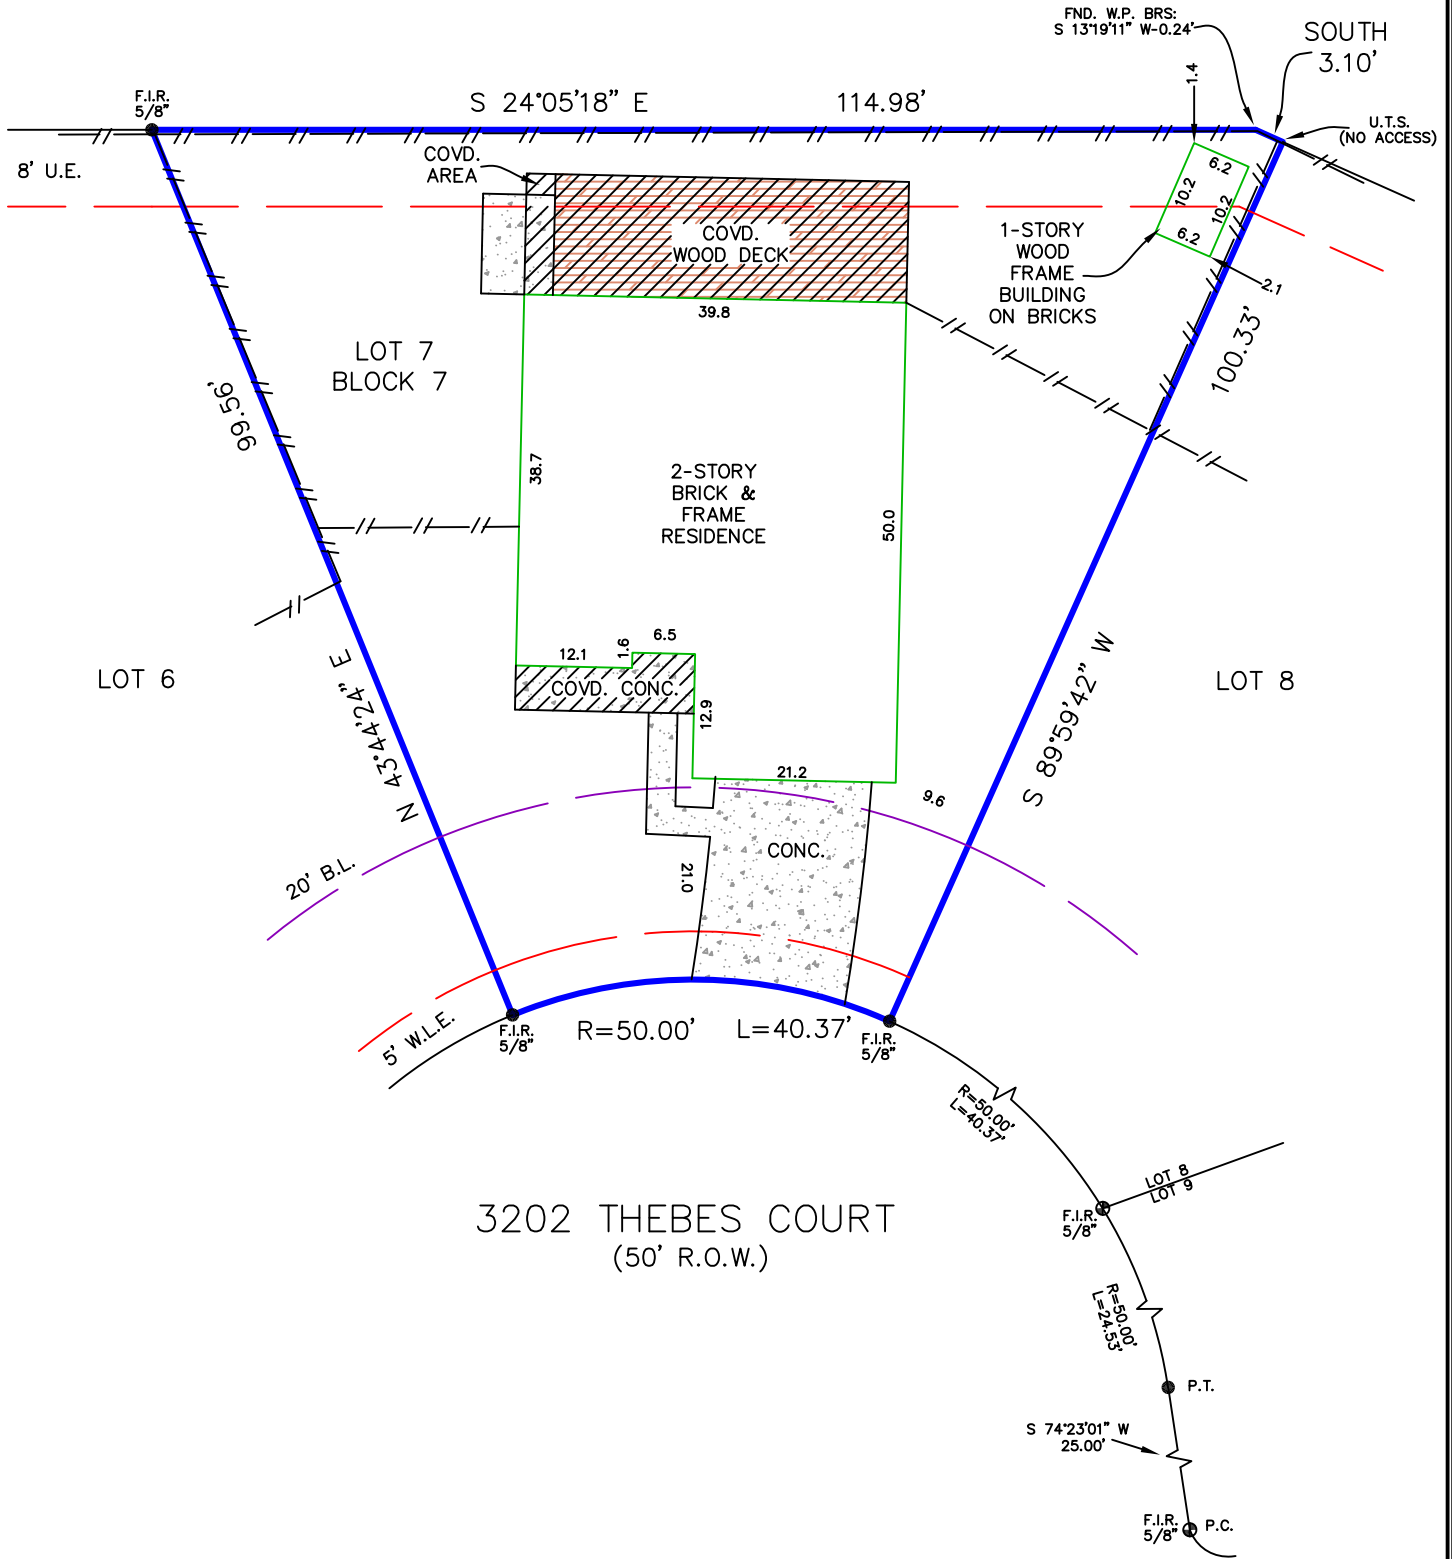 FND. W.P. BRS:
S 13°19'11" W-0.24'
SOUTH
3.10'
F.I.R.
5/8"
S 24°05'18" E
114.98'
1.4
U.T.S.
(NO ACCESS)
8' U.E.
COVD.
AREA
6.2
10.2
10.2
6.2
COVD.
WOOD DECK
1-STORY
WOOD
FRAME
BUILDING
ON BRICKS
2.1
39.8
100.33'
LOT 7
BLOCK 7
99.56'
38.7
2-STORY
BRICK &
FRAME
RESIDENCE
50.0
12.1
1.6
6.5
COVD. CONC.
LOT 6
LOT 8
N 43°44'24" E
S 89°59'42" W
12.9
21.2
9.6
20' B.L.
21.0
CONC.
5' W.L.E.
F.I.R.
5/8"
R=50.00'
L=40.37'
F.I.R.
5/8"
R=50.00'
L=40.37'
LOT 8
LOT 9
F.I.R.
5/8"
3202 THEBES COURT
(50' R.O.W.)
R=50.00'
L=24.53'
P.T.
S 74°23'01" W
25.00'
F.I.R.
5/8"
P.C.